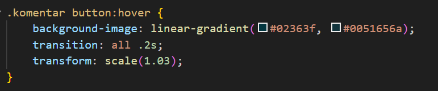 .komentar button:hover {
background-image: linear-gradient(#02363f, #0051656a);
transition: all .2s;
transform: scale(1.03);
}